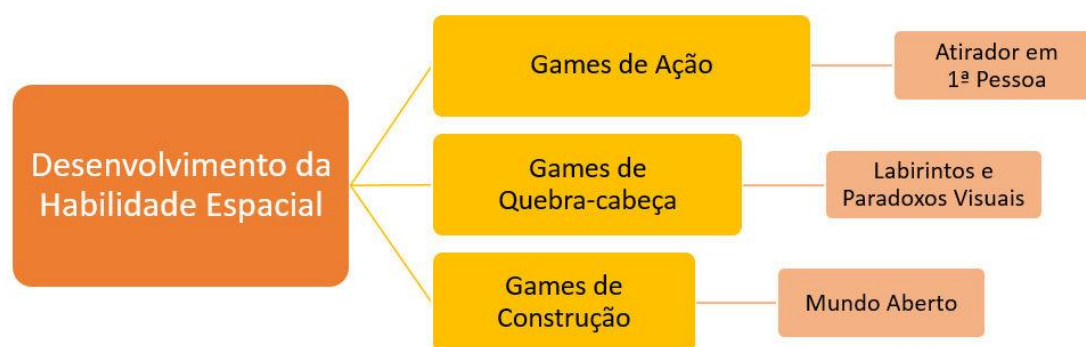 Desenvolvimento da
Habilidade Espacial
Games de Ação
Atirador em
1ª Pessoa
Games de
Quebra-cabeça
Labirintos e
Paradoxos Visuais
Games de
Construção
Mundo Aberto